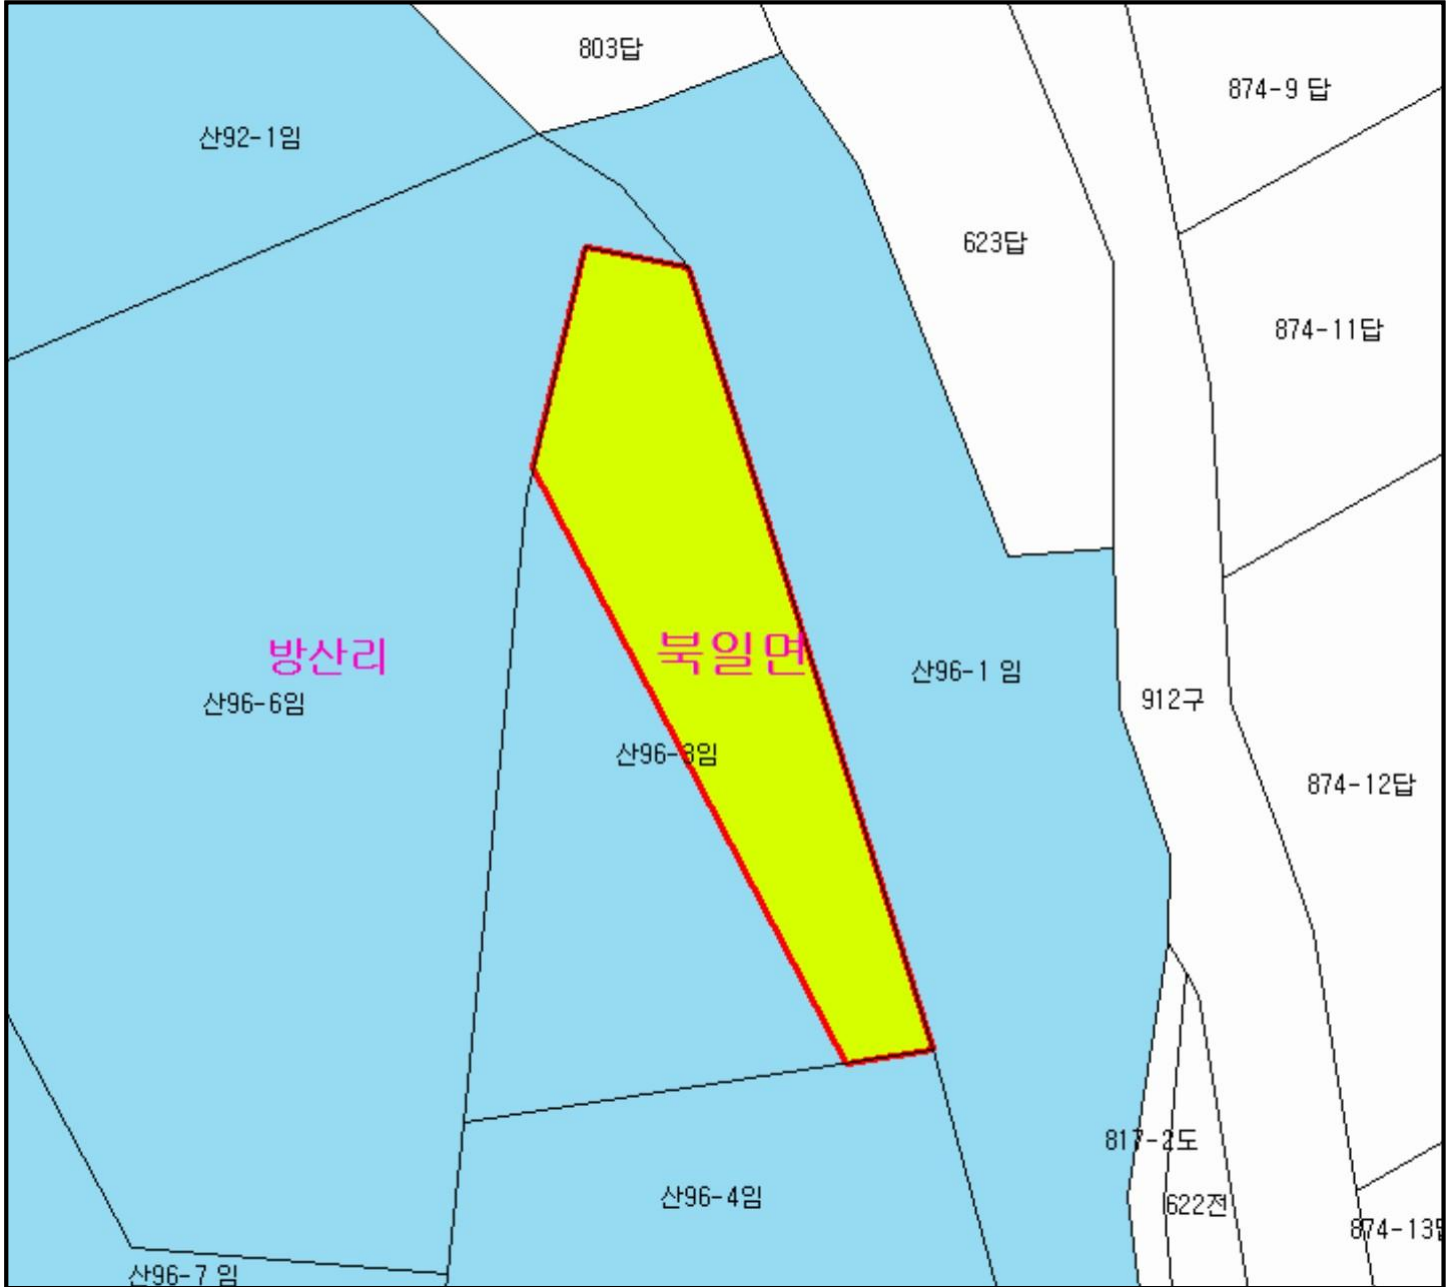 803답
874-9 답
산92-1임
623답
874-11답
방산리
북일면
산96-1 임
산96-6임
912구
산96-3임
874-12답
817-2도
산96-4임
622전
874-13답
산96-7 임